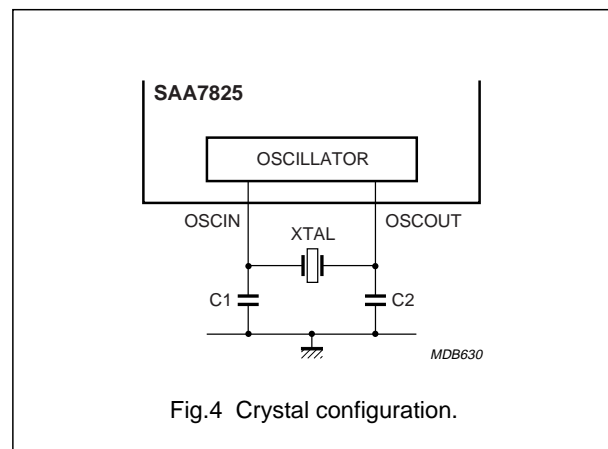 SAA7825
OSCILLATOR
OSCIN
OSCOUT
XTAL
C1
C2
MDB630
Fig.4 Crystal configuration.